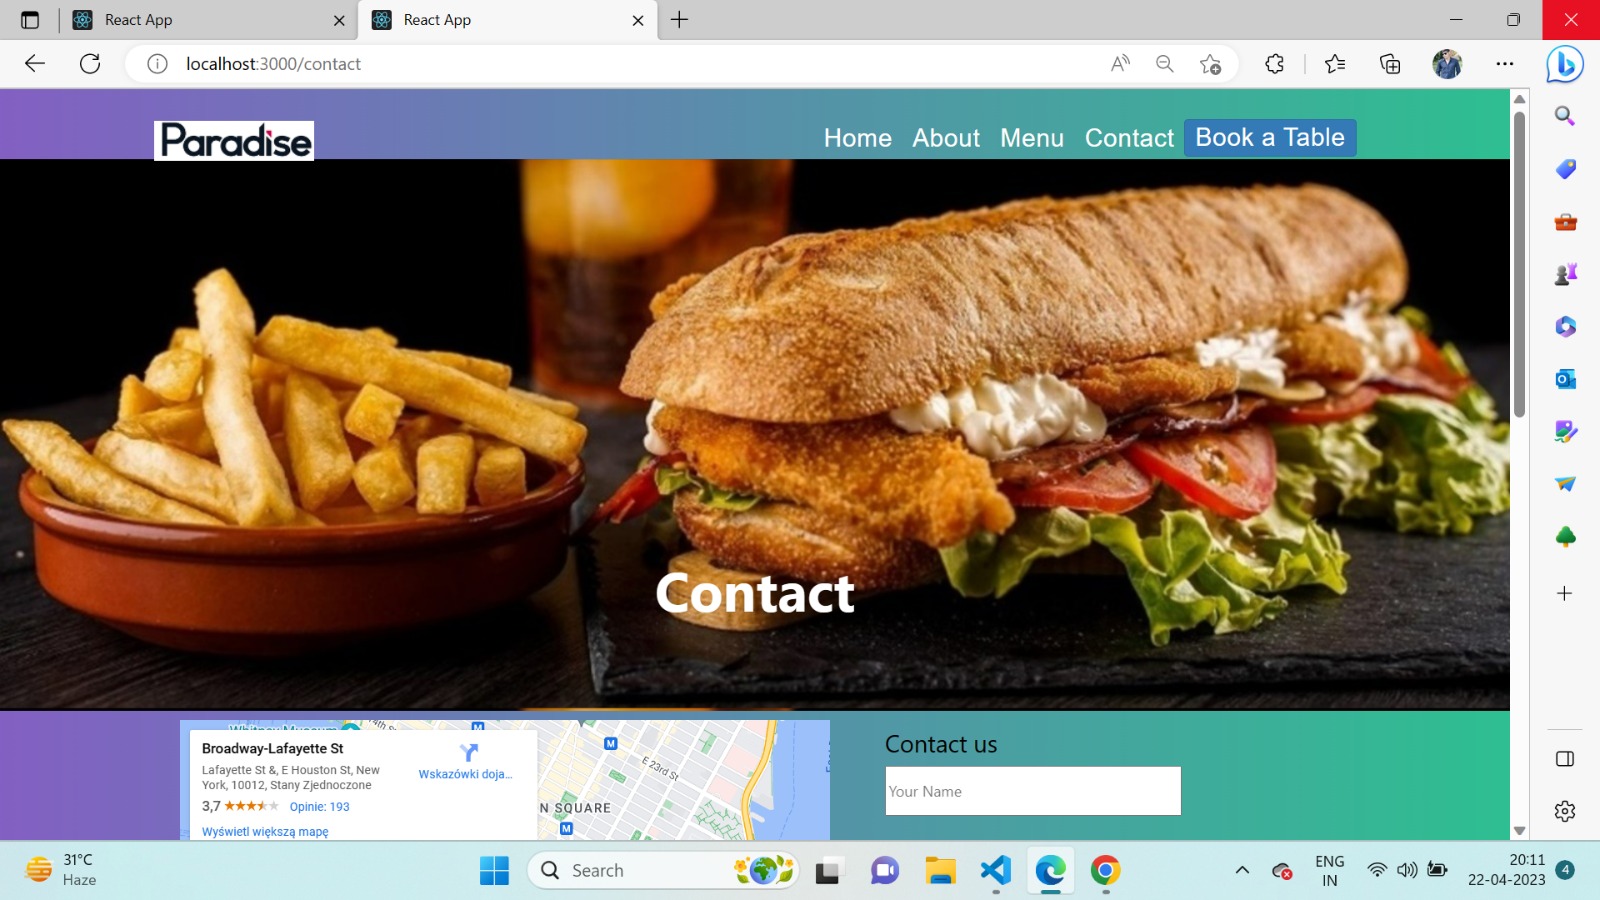 React App
React App
localhost:3000/contact
Paradise
Home About Menu Contact Book a Table
Contact
Broadway-Lafayette St
Lafayette St &, E Houston St, New
York, 10012, Stany Zjednoczone
3,7 Opinie: 193
Wyświetl większą mapę
Wskazówki doja...
14th St
M
M
M
E 23rd St
N SQUARE
Contact us
Your Name
31°C
Haze
Search
ENG
IN
20:11
22-04-2023
4